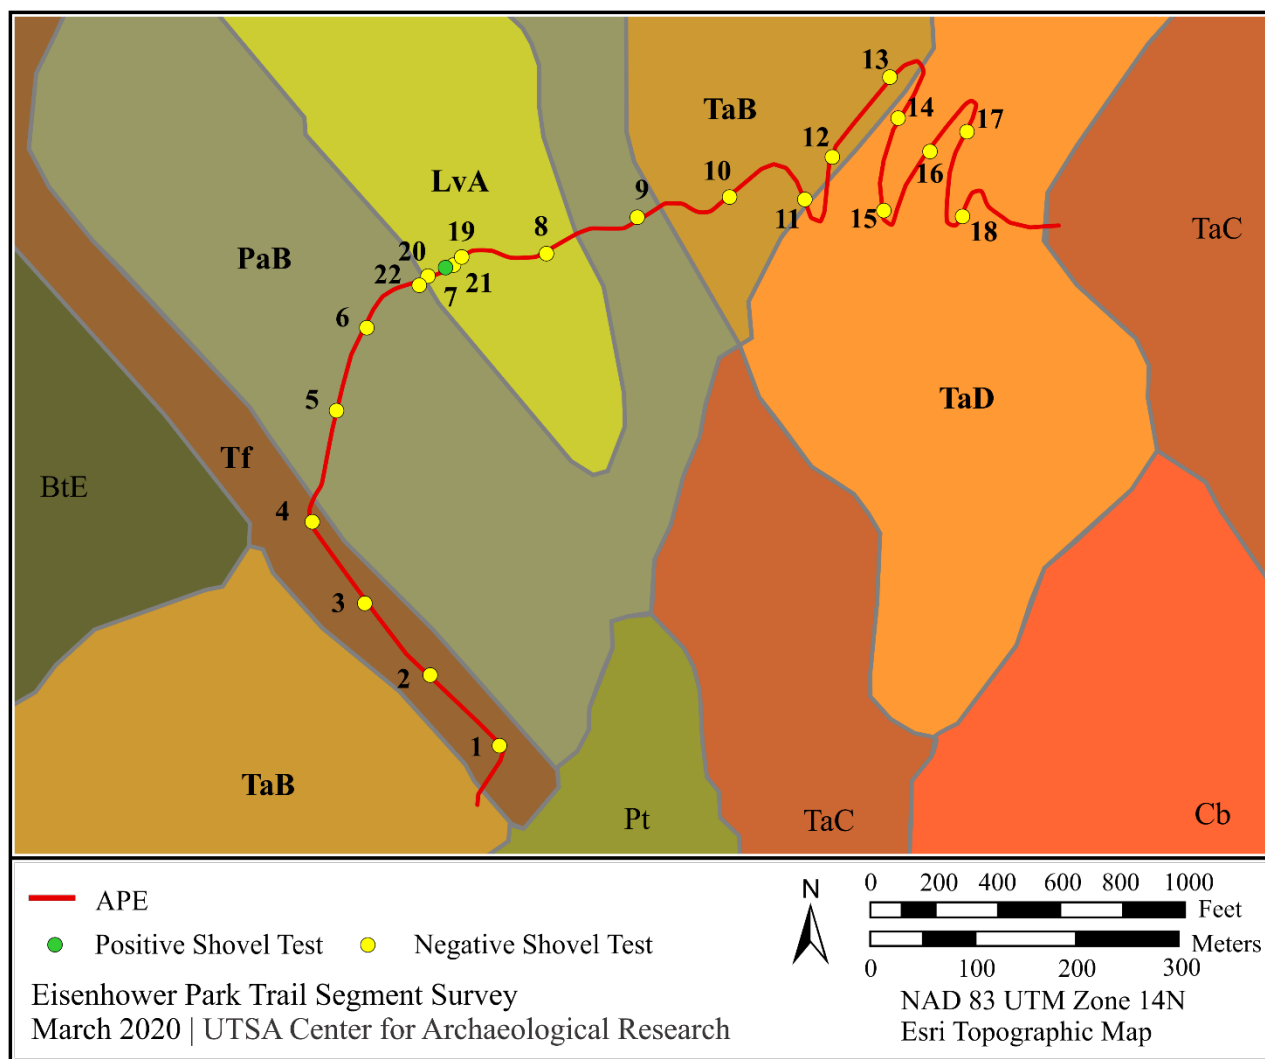 13
TaB
14
17
12
16
LvA
10
9
11
15
18
TaC
19
8
20
PaB
22
7
21
6
5
TaD
Tf
BtE
4
3
2
1
TaB
Pt
TaC
Cb
APE
Positive Shovel Test
Negative Shovel Test
Eisenhower Park Trail Segment Survey
March 2020 | UTSA Center for Archaeological Research
N
0 200 400 600 800 1000
Feet
Meters
0 100 200 300
NAD 83 UTM Zone 14N
Esri Topographic Map